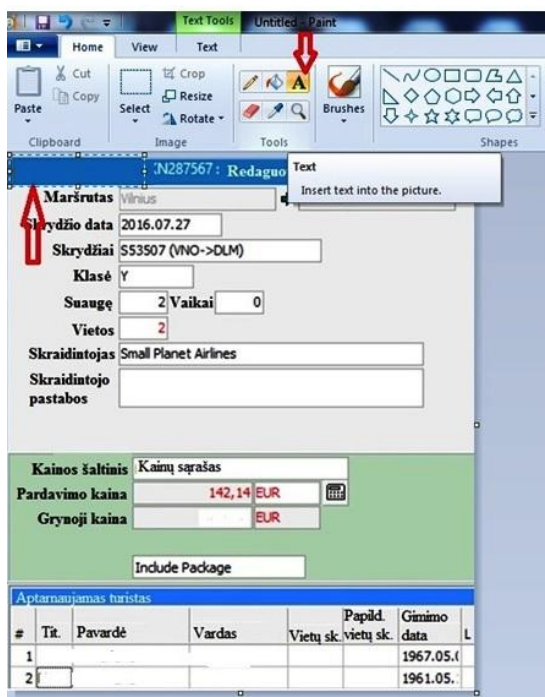 Text Tools Untitled - Paint
Home View Text
Paste
Cut
Copy
Select
Crop
Resize
Rotate
Brushes
Clipboard Image Tools Shapes
Text
Insert text into the picture.
KN287567: Redaguo
Maršrutas Vilnius
Skrydžio data 2016.07.27
Skrydžiai S53507 (VNO->DLM)
Klasė Y
Suaugę 2 Vaikai 0
Vietos 2
Skraidintojas Small Planet Airlines
Skraidintojo
pastabos
Kainos šaltinis Kainų sąrašas
Pardavimo kaina 142,14 EUR
Grynoji kaina EUR
Include Package
Aptarnaujamas turistas
# Tit. Pavardė Vardas Vietų sk. Papild. vietų sk. Gimimo data L
1 1967.05.
2 1961.05.